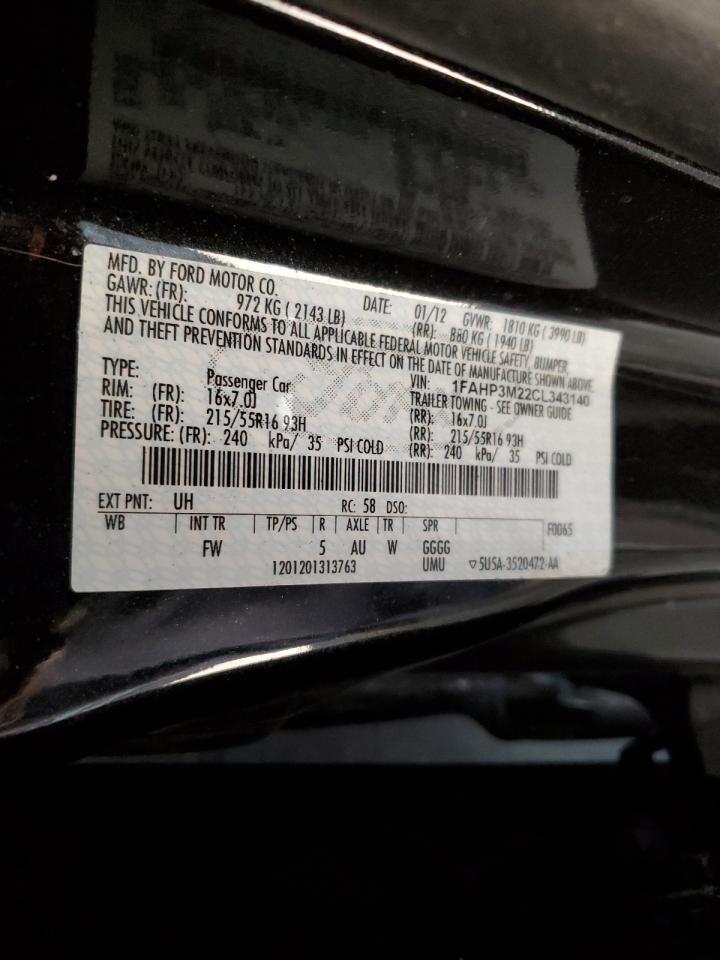 MFD. BY FORD MOTOR CO.
DATE: 01/12 GVWR: 1810 KG ( 3990 LB)
GAWR: (FR): 972 KG ( 2143 LB) (RR): 880 KG ( 1940 LB)
THIS VEHICLE CONFORMS TO ALL APPLICABLE FEDERAL MOTOR VEHICLE SAFETY, BUMPER,
AND THEFT PREVENTION STANDARDS IN EFFECT ON THE DATE OF MANUFACTURE SHOWN ABOVE.
VIN: 1FAHP3M22CL343140
TYPE: Passenger Car TRAILER TOWING - SEE OWNER GUIDE
RIM: (FR): 16x7.0J (RR): 16x7.0J
TIRE: (FR): 215/55R16 93H (RR): 215/55R16 93H
PRESSURE: (FR): 240 kPa/ 35 PSI COLD (RR): 240 kPa/ 35 PSI COLD
EXT PNT: UH RC: 58 DSO:
WB INT TR TP/PS R AXLE TR SPR F0065
FW 5 AU W GGGG
1201201313763 UMU ▽5U5A-3520472-AA